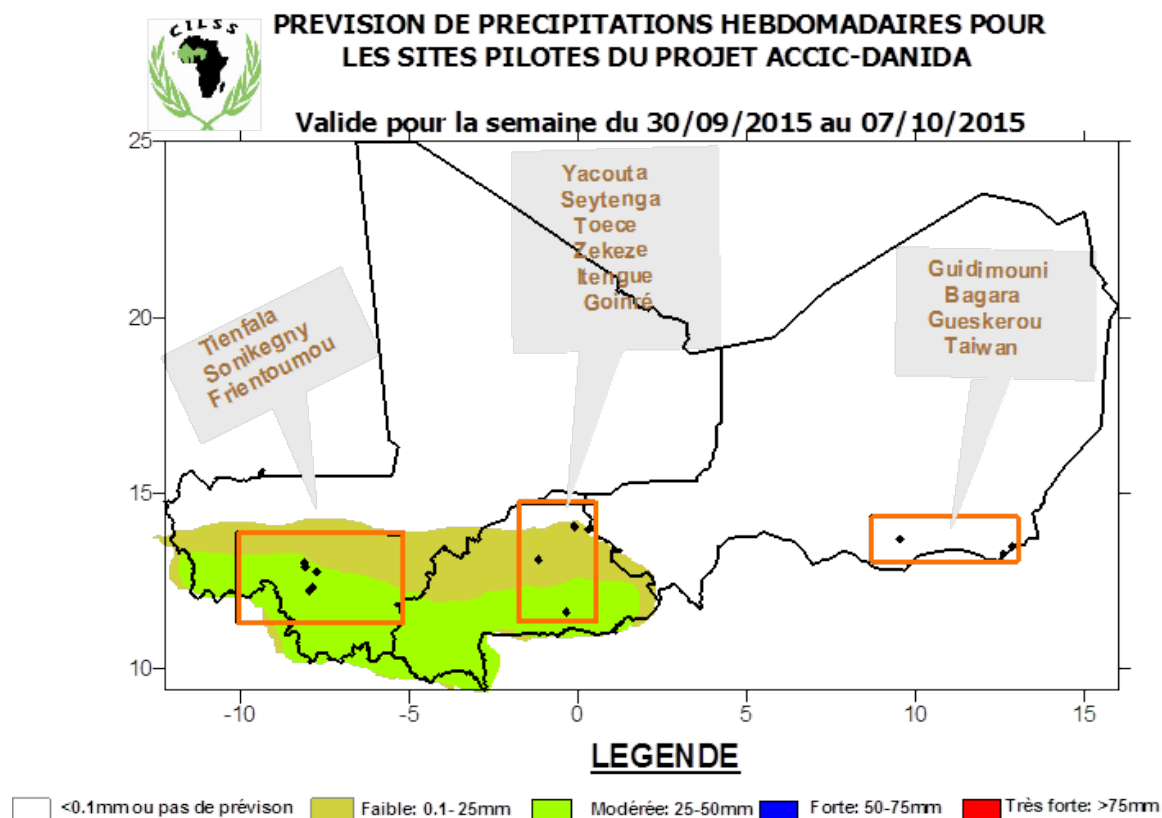 CILSS
PREVISION DE PRECIPITATIONS HEBDOMADAIRES POUR
LES SITES PILOTES DU PROJET ACCIC-DANIDA
Valide pour la semaine du 30/09/2015 au 07/10/2015
25
20
15
10
Tienfala
Sonikegny
Frientoumou
Yacouta
Seytenga
Toece
Zekeze
Itengue
Goinré
Guidimouni
Bagara
Gueskerou
Taiwan
-10 -5 0 5 10 15
LEGENDE
<0.1mm ou pas de prévison Faible: 0.1-25mm Modérée: 25-50mm Forte: 50-75mm Très forte: >75mm